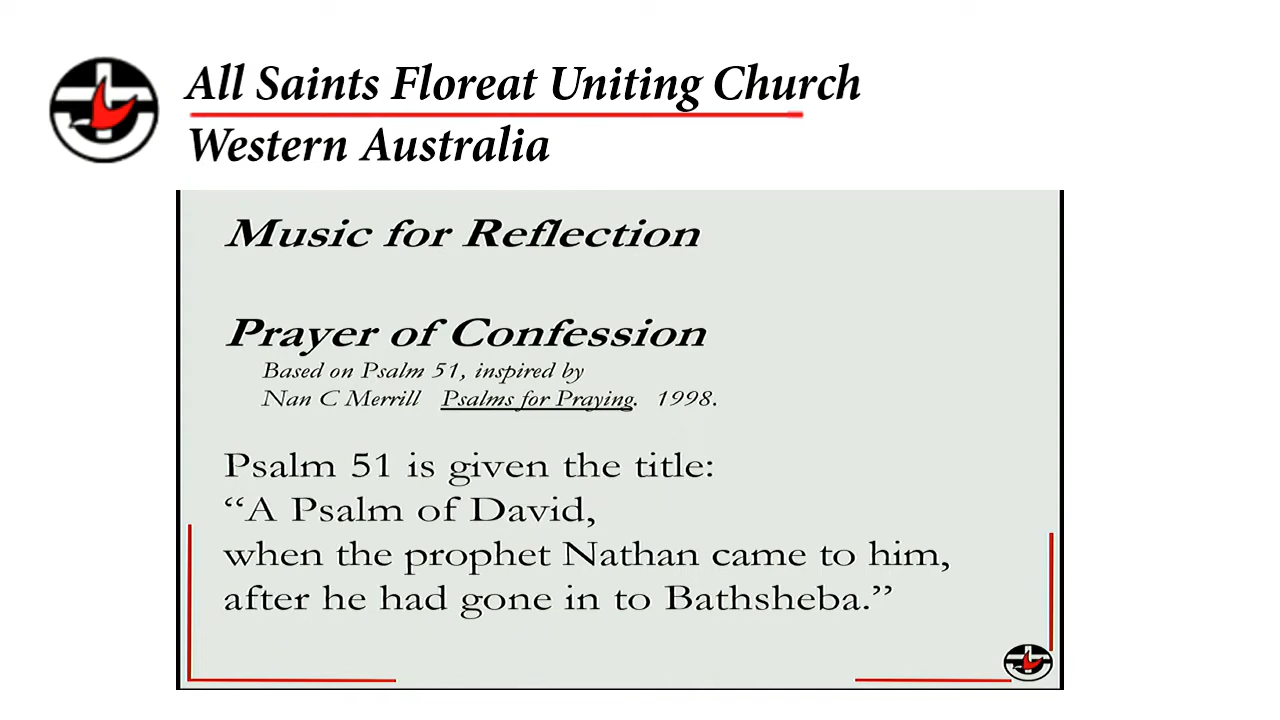 All Saints Floreat Uniting Church
Western Australia
Music for Reflection
Prayer of Confession
Based on Psalm 51, inspired by
Nan C Merrill Psalms for Praying. 1998.
Psalm 51 is given the title:
“A Psalm of David,
when the prophet Nathan came to him,
after he had gone in to Bathsheba.”